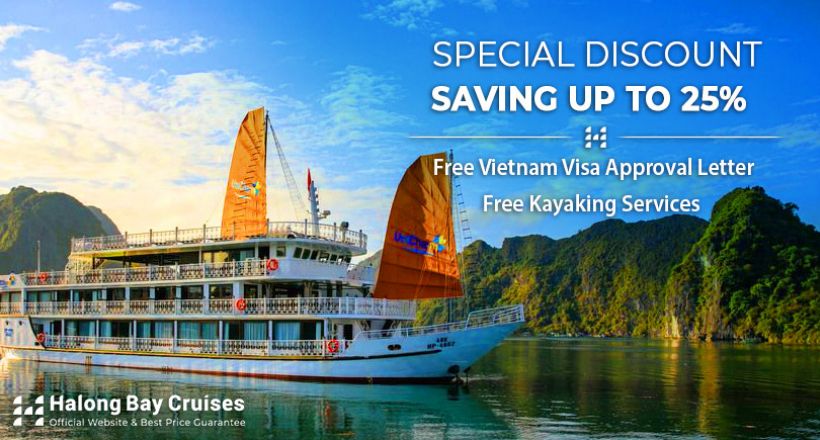 SPECIAL DISCOUNT
SAVING UP TO 25%
Free Vietnam Visa Approval Letter
Free Kayaking Services
Halong Bay Cruises
Official Website & Best Price Guarantee